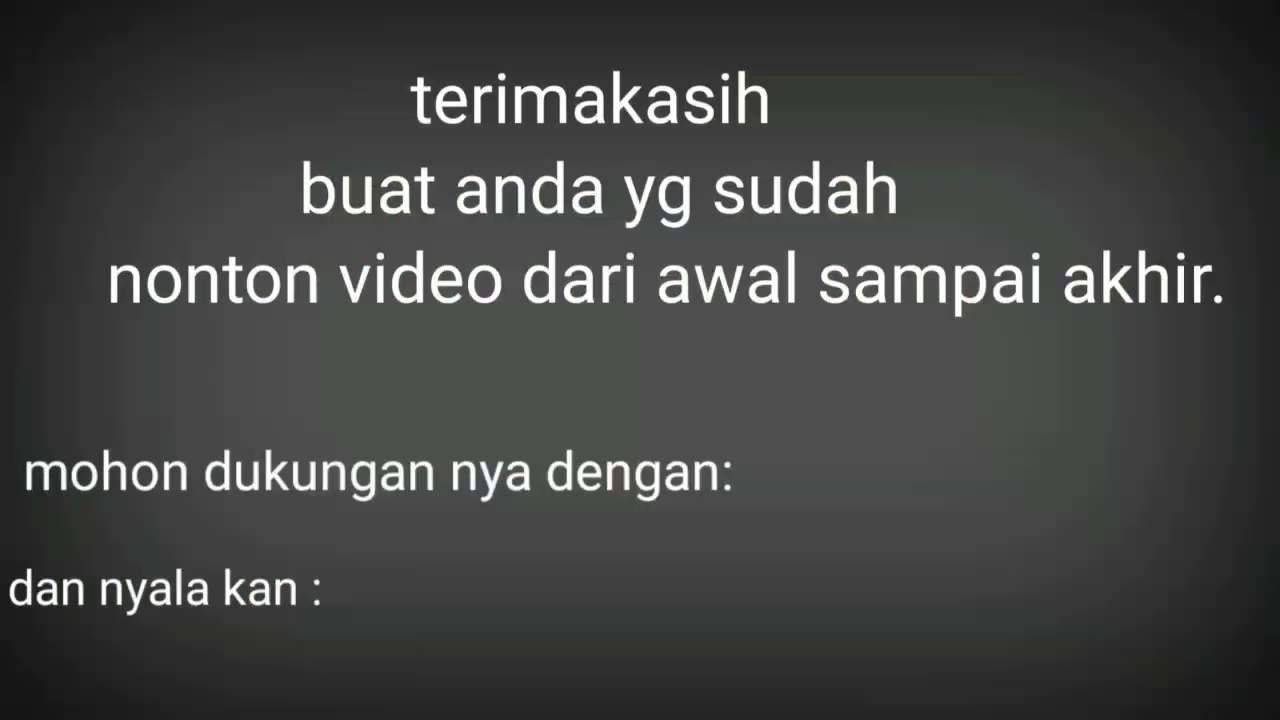 terimakasih
buat anda yg sudah
nonton video dari awal sampai akhir.
mohon dukungan nya dengan:
dan nyala kan :